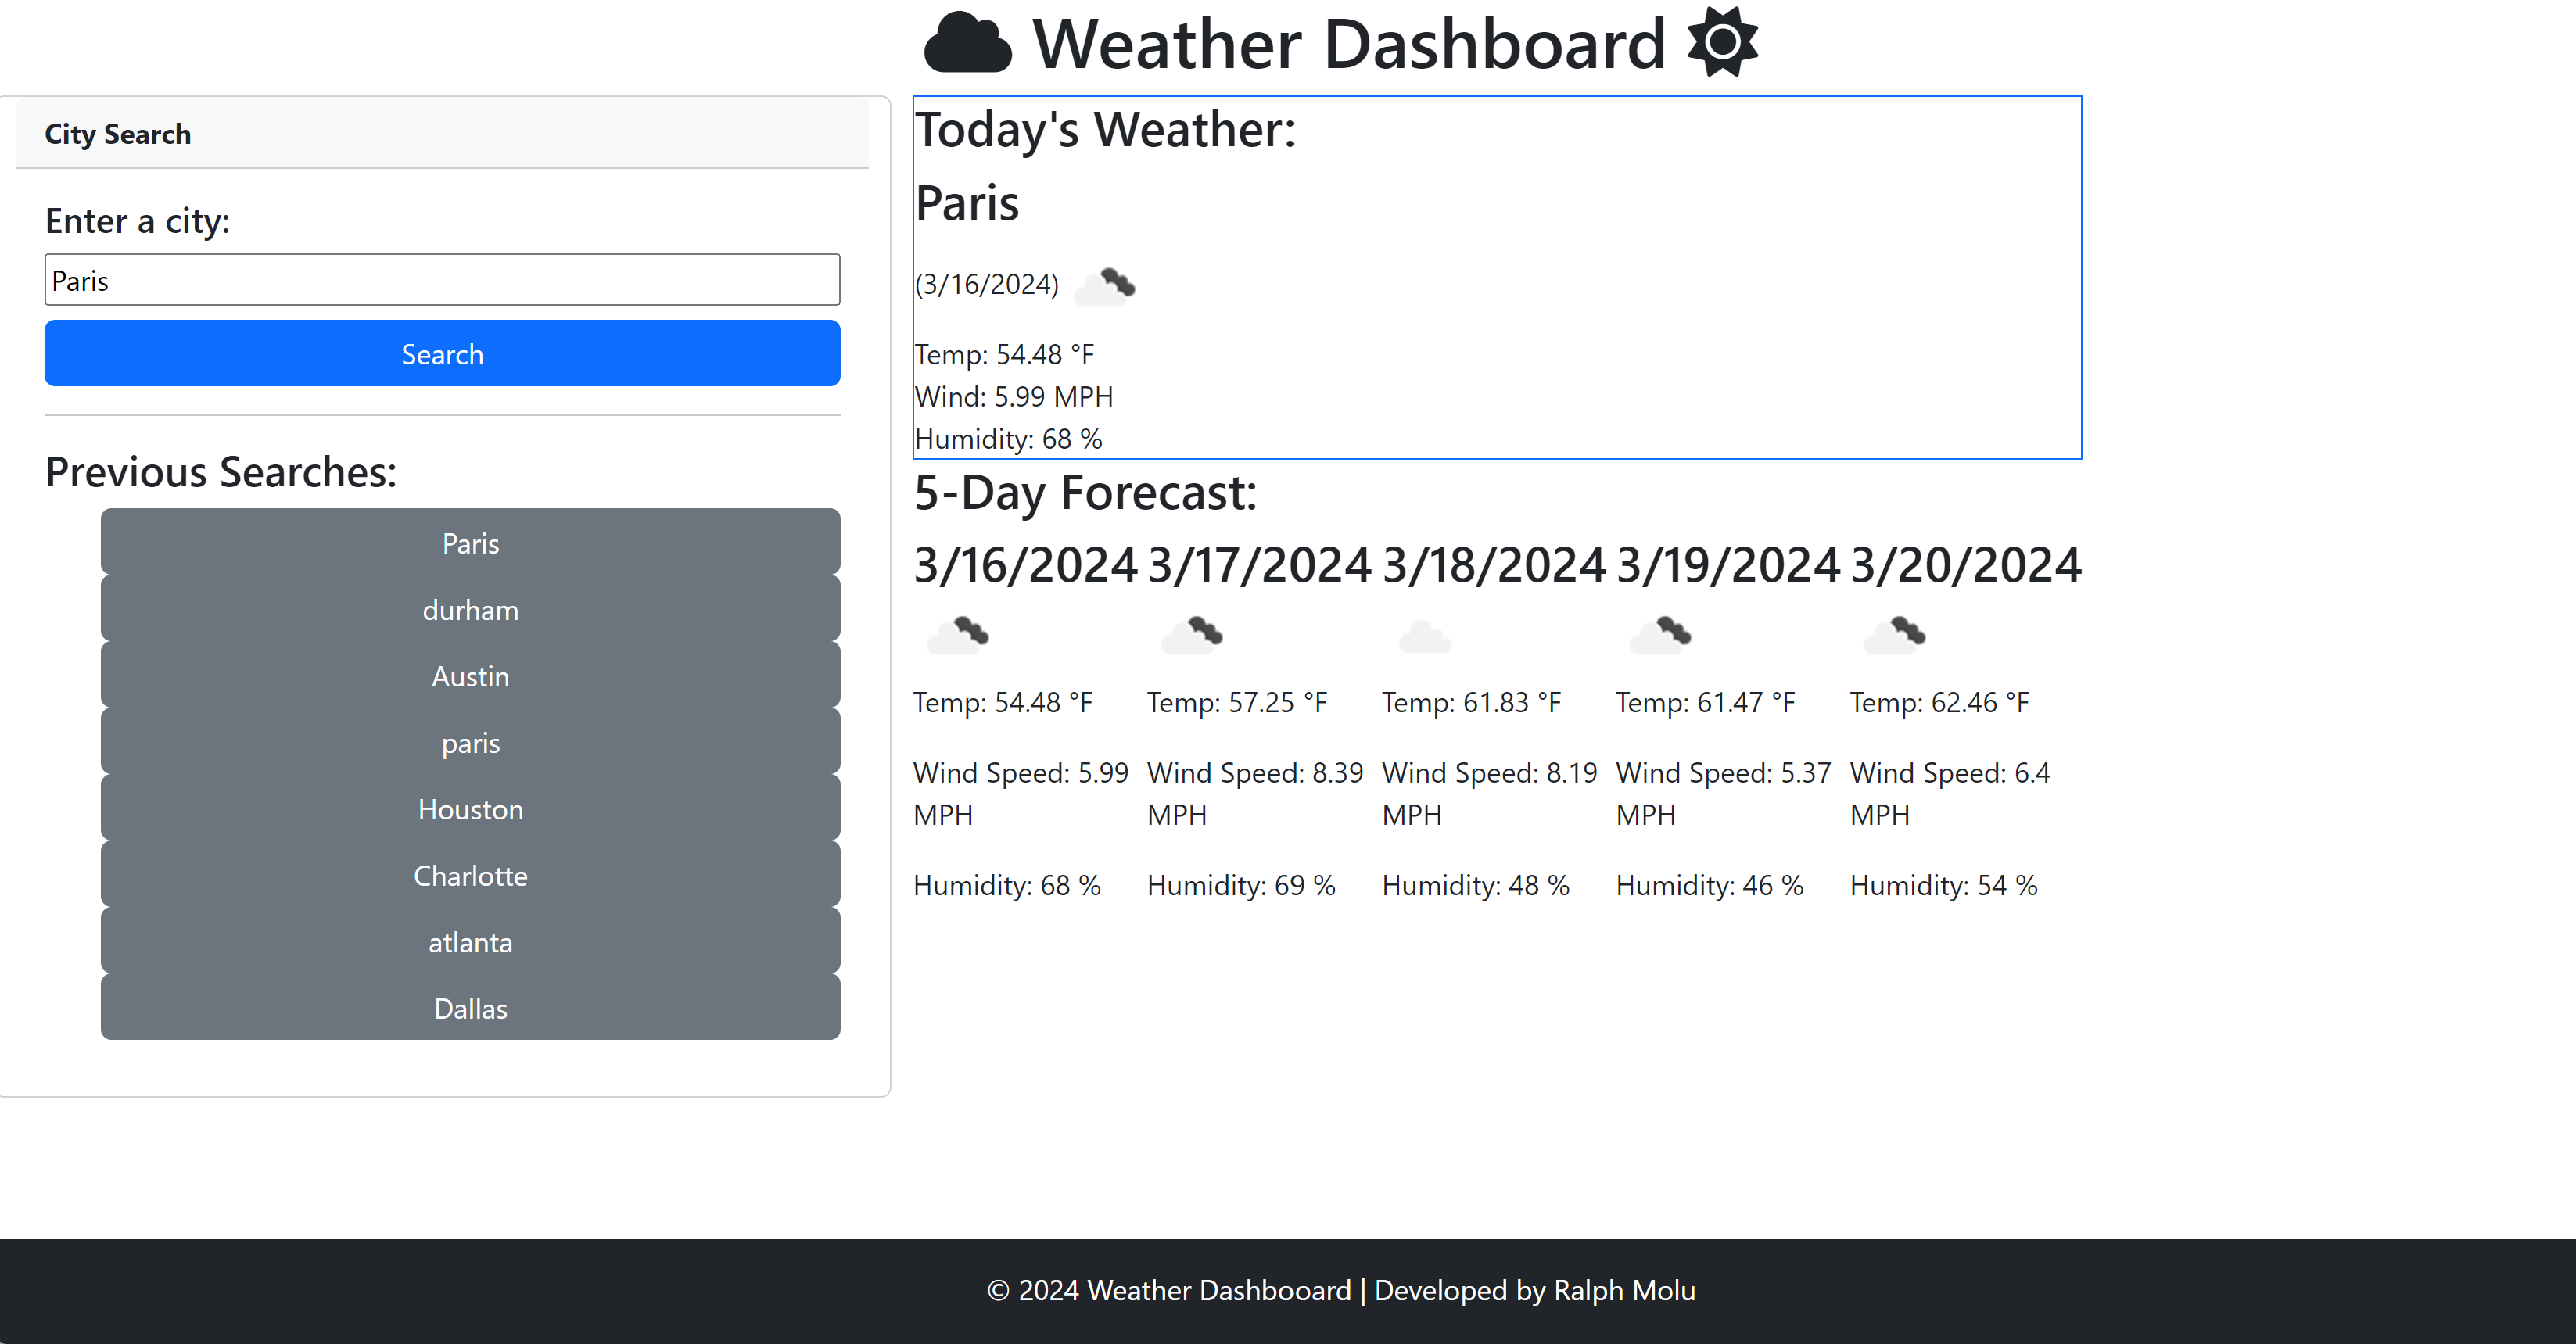 Weather Dashboard
City Search
Enter a city:
Paris
Search
Previous Searches:
Paris
durham
Austin
paris
Houston
Charlotte
atlanta
Dallas
Today's Weather:
Paris
(3/16/2024)
Temp: 54.48 °F
Wind: 5.99 MPH
Humidity: 68 %
5-Day Forecast:
3/16/2024 3/17/2024 3/18/2024 3/19/2024 3/20/2024
Temp: 54.48 °F Temp: 57.25 °F Temp: 61.83 °F Temp: 61.47 °F Temp: 62.46 °F
Wind Speed: 5.99 Wind Speed: 8.39 Wind Speed: 8.19 Wind Speed: 5.37 Wind Speed: 6.4
MPH MPH MPH MPH MPH
Humidity: 68 % Humidity: 69 % Humidity: 48 % Humidity: 46 % Humidity: 54 %
© 2024 Weather Dashbooard | Developed by Ralph Molu